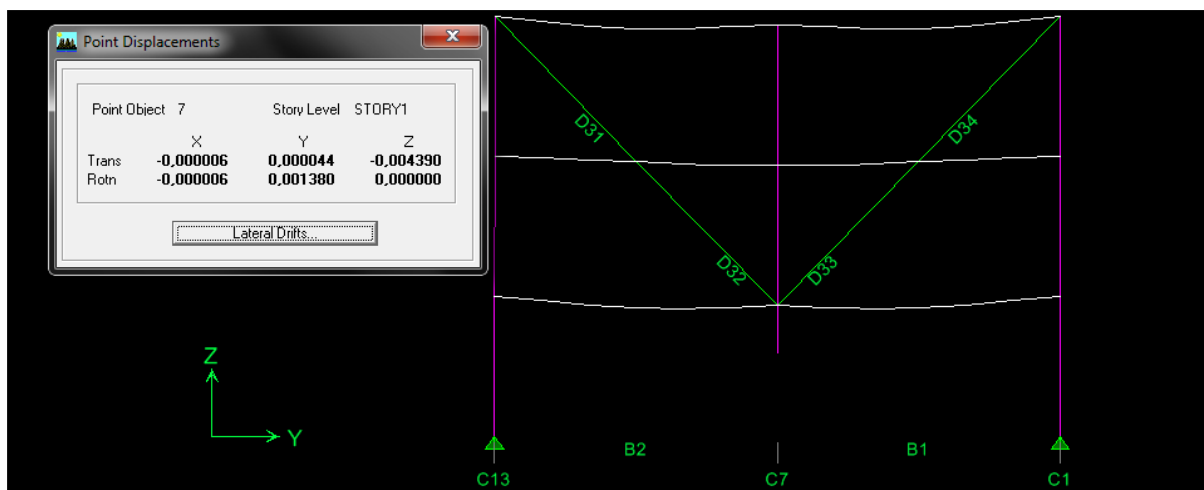 Point Displacements
Point Object 7 Story Level STORY1
X Y Z
Trans -0,000006 0,000044 -0,004390
Rotn -0,000006 0,001380 0,000000
Lateral Drifts...
D31
D34
D32
D33
Z
Y
B2
B1
C13
C7
C1